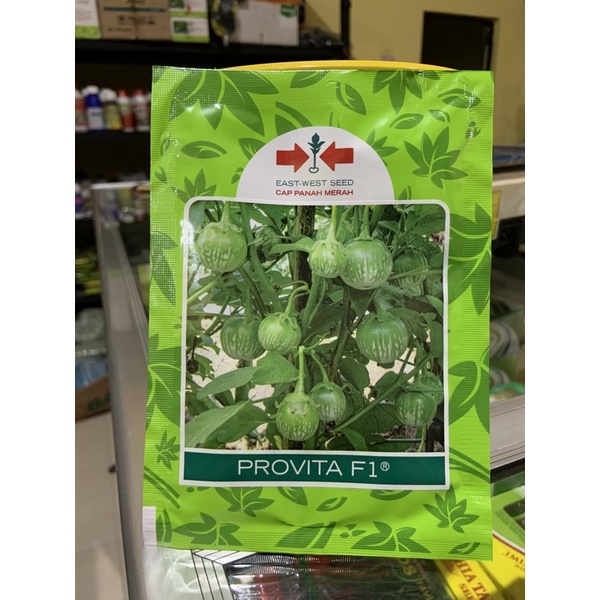 EAST-WEST SEED
CAP PANAH MERAH
PROVITA F1®